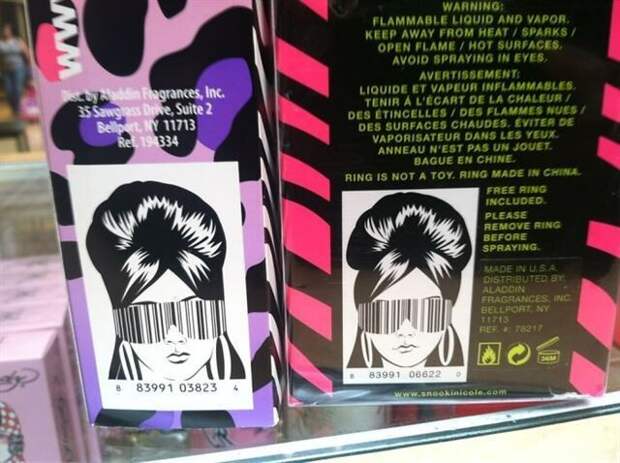 WWW
Dist. by Aladdin Fragrances, Inc.
35 Sawgrass Drive, Suite 2
Bellport, NY 11713
Ref. 194334
8 83991 03823 4
WARNING:
FLAMMABLE LIQUID AND VAPOR.
KEEP AWAY FROM HEAT / SPARKS /
OPEN FLAME / HOT SURFACES.
AVOID SPRAYING IN EYES.
AVERTISSEMENT:
LIQUIDE ET VAPEUR INFLAMMABLES.
TENIR À L'ÉCART DE LA CHALEUR /
DES ÉTINCELLES / DES FLAMMES NUES /
DES SURFACES CHAUDES. ÉVITER DE
VAPORISATEUR DANS LES YEUX.
ANNEAU N'EST PAS UN JOUET.
BAGUE EN CHINE.
RING IS NOT A TOY. RING MADE IN CHINA.
FREE RING
INCLUDED.
PLEASE
REMOVE RING
BEFORE
SPRAYING.
MADE IN U.S.A.
DISTRIBUTED BY:
ALADDIN
FRAGRANCES, INC.
BELLPORT, NY
11713
REF. #: 78217
36M
8 83991 06622 0
www.snookinicole.com